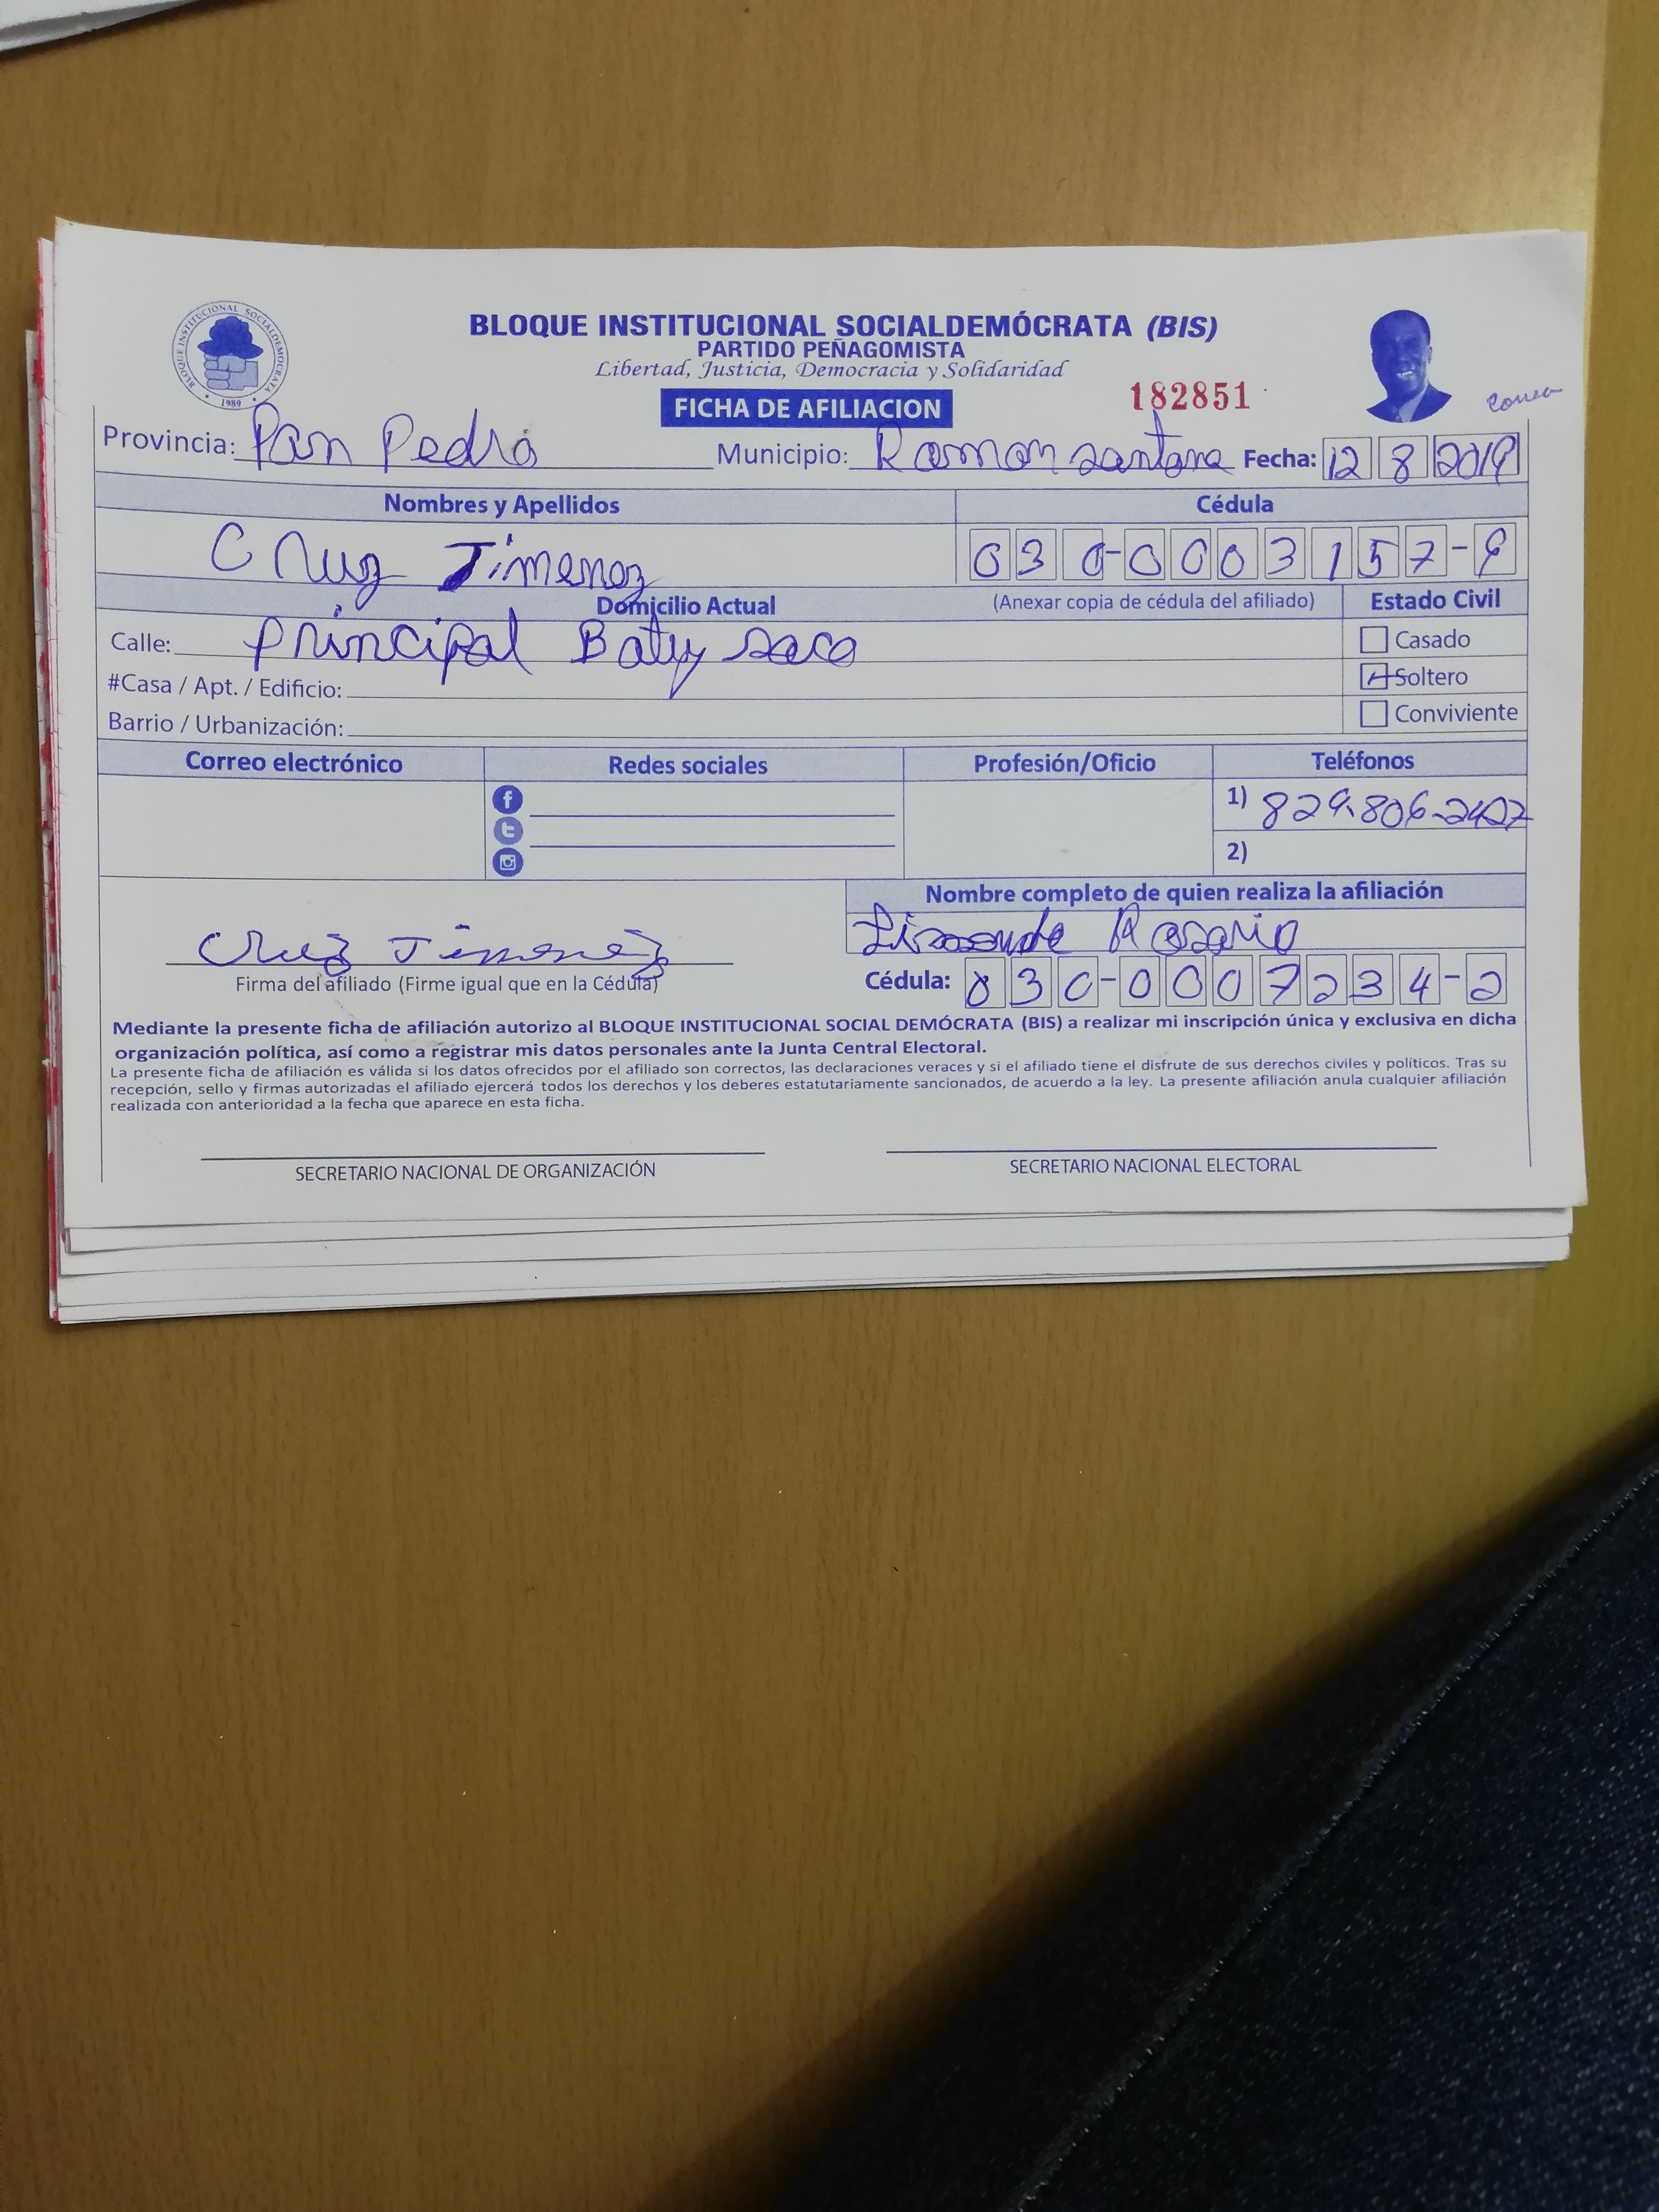 BLOQUE INSTITUCIONAL SOCIALDEMÓCRATA
1989
BLOQUE INSTITUCIONAL SOCIALDEMÓCRATA (BIS)
PARTIDO PEÑAGOMISTA
Libertad, Justicia, Democracia y Solidaridad
FICHA DE AFILIACION
182851
Provincia: Pan Pedro Municipio: Ramon santana Fecha: 12 8 2019
Nombres y Apellidos Cédula
Cruz Jimenez 030-0003157-9
Domicilio Actual (Anexar copia de cédula del afiliado) Estado Civil
Calle: principal Baty seco Casado
#Casa / Apt. / Edificio: Soltero
Barrio / Urbanización: Conviviente
Correo electrónico Redes sociales Profesión/Oficio Teléfonos
1) 829-806-2427
2)
Nombre completo de quien realiza la afiliación
Rosario
Cruz Jimenez
Firma del afiliado (Firme igual que en la Cédula) Cédula: 030-0007234-2
Mediante la presente ficha de afiliación autorizo al BLOQUE INSTITUCIONAL SOCIAL DEMÓCRATA (BIS) a realizar mi inscripción única y exclusiva en dicha
organización política, así como a registrar mis datos personales ante la Junta Central Electoral.
La presente ficha de afiliación es válida si los datos ofrecidos por el afiliado son correctos, las declaraciones veraces y si el afiliado tiene el disfrute de sus derechos civiles y políticos. Tras su
recepción, sello y firmas autorizadas el afiliado ejercerá todos los derechos y los deberes estatutariamente sancionados, de acuerdo a la ley. La presente afiliación anula cualquier afiliación
realizada con anterioridad a la fecha que aparece en esta ficha.
SECRETARIO NACIONAL DE ORGANIZACIÓN SECRETARIO NACIONAL ELECTORAL